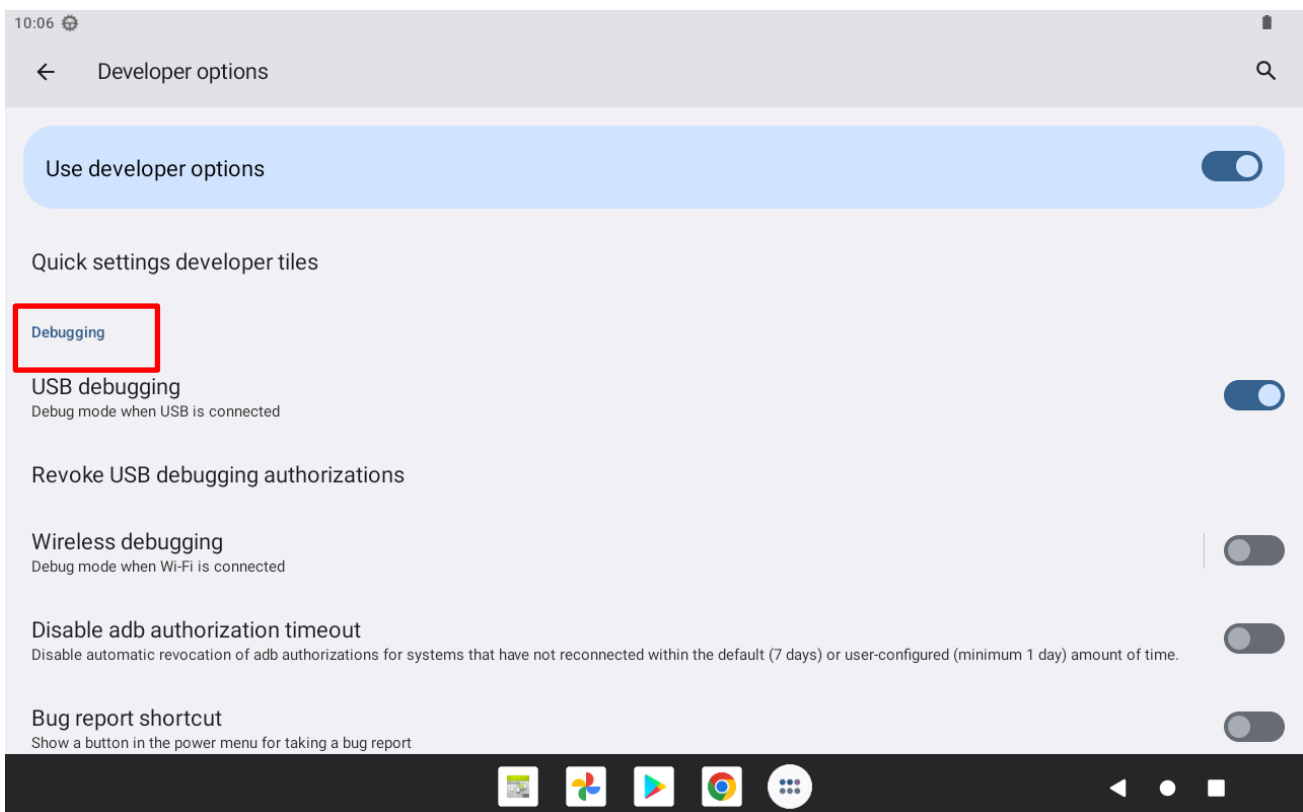 10:06
Developer options
Use developer options
Quick settings developer tiles
Debugging
USB debugging
Debug mode when USB is connected
Revoke USB debugging authorizations
Wireless debugging
Debug mode when Wi-Fi is connected
Disable adb authorization timeout
Disable automatic revocation of adb authorizations for systems that have not reconnected within the default (7 days) or user-configured (minimum 1 day) amount of time.
Bug report shortcut
Show a button in the power menu for taking a bug report